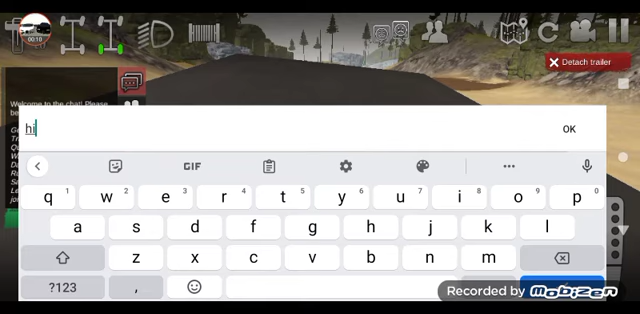 00:10
Detach trailer
Welcome to the chat! Please
be
hi
OK
GIF
q 1 w 2 e 3 r 4 t 5 y 6 u 7 i 8 o 9 p 0
a s d f g h j k l
z x c v b n m
?123 ,
Recorded by Mobizen